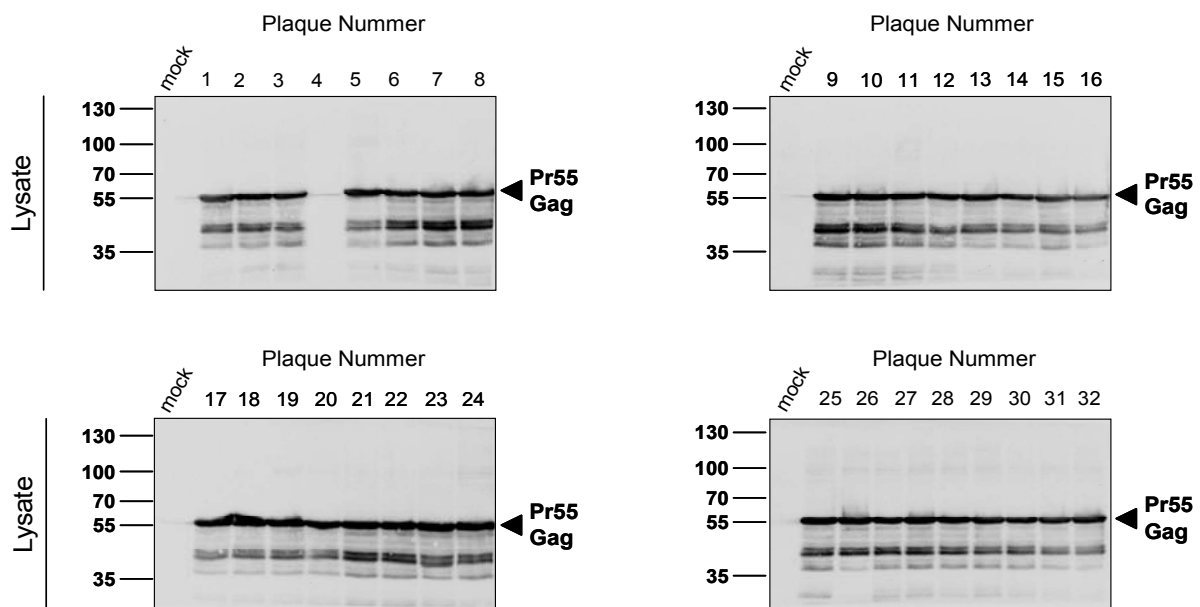 Plaque Nummer
mock 1 2 3 4 5 6 7 8
Lysate
130
100
70
55
35
Pr55
Gag
Plaque Nummer
mock 9 10 11 12 13 14 15 16
130
100
70
55
35
Pr55
Gag
Plaque Nummer
mock 17 18 19 20 21 22 23 24
Lysate
130
100
70
55
35
Pr55
Gag
Plaque Nummer
mock 25 26 27 28 29 30 31 32
130
100
70
55
35
Pr55
Gag